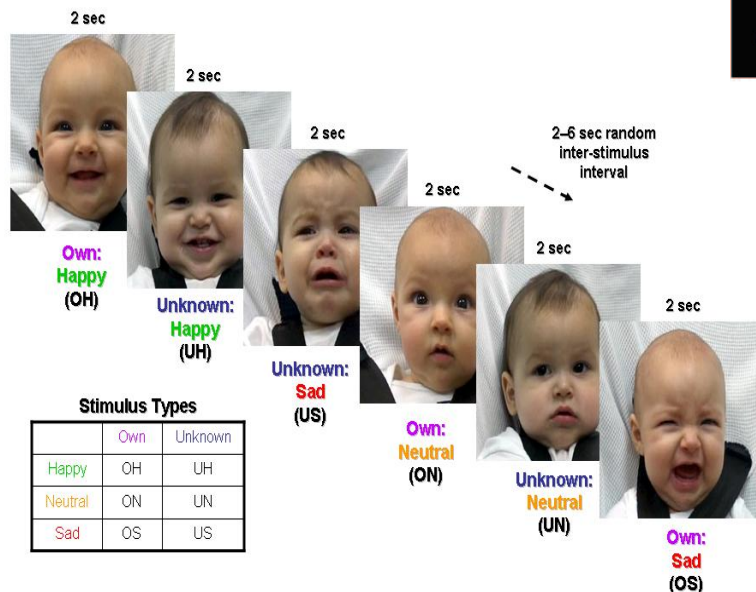 2 sec
2 sec
2 sec
2 sec
2 sec
2 sec
2–6 sec random
inter-stimulus
interval
Own:
Happy
(OH)
Unknown:
Happy
(UH)
Unknown:
Sad
(US)
Own:
Neutral
(ON)
Unknown:
Neutral
(UN)
Own:
Sad
(OS)
Stimulus Types
Own Unknown
Happy OH UH
Neutral ON UN
Sad OS US